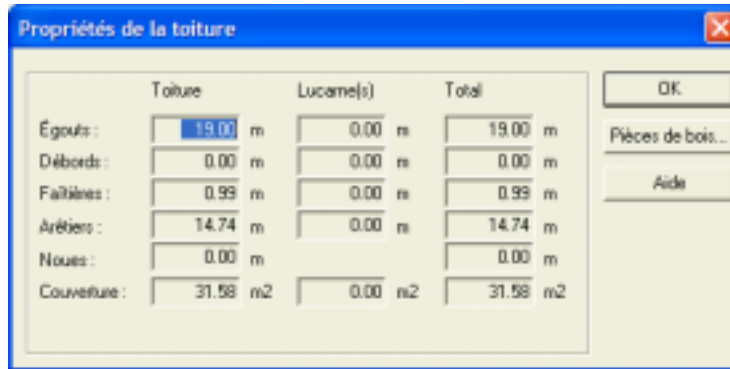 Propriétés de la toiture
Toiture Lucarne(s) Total
Égouts : 19.00 m 0.00 m 19.00 m
Débords : 0.00 m 0.00 m 0.00 m
Faîtières : 0.99 m 0.00 m 0.99 m
Arêtiers : 14.74 m 0.00 m 14.74 m
Noues : 0.00 m 0.00 m
Couverture : 31.58 m2 0.00 m2 31.58 m2
OK
Pièces de bois...
Aide